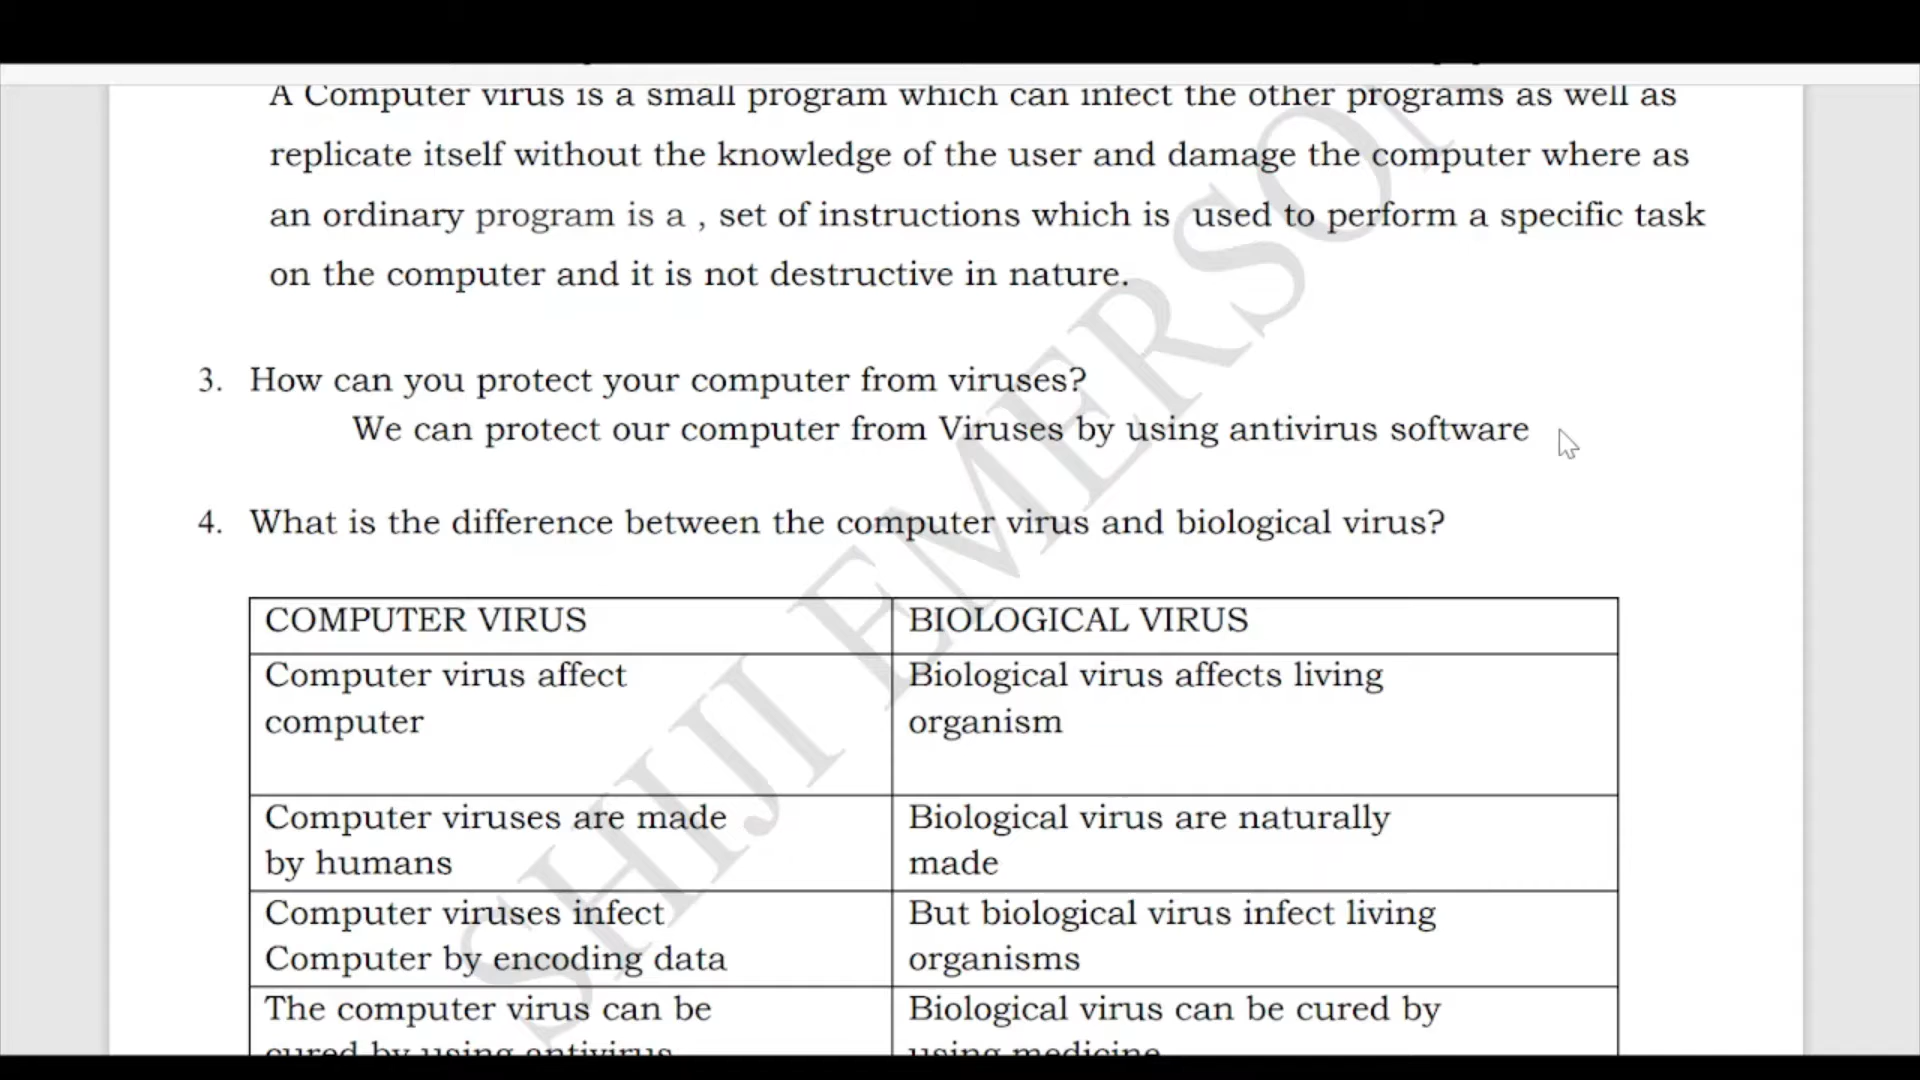 A Computer virus is a small program which can infect the other programs as well as
replicate itself without the knowledge of the user and damage the computer where as
an ordinary program is a , set of instructions which is used to perform a specific task
on the computer and it is not destructive in nature.
3. How can you protect your computer from viruses?
We can protect our computer from Viruses by using antivirus software
4. What is the difference between the computer virus and biological virus?
COMPUTER VIRUS
BIOLOGICAL VIRUS
Computer virus affect
computer
Biological virus affects living
organism
Computer viruses are made
by humans
Biological virus are naturally
made
Computer viruses infect
Computer by encoding data
But biological virus infect living
organisms
The computer virus can be
cured by using antivirus
Biological virus can be cured by
using medicine
SHIJI EMERSO